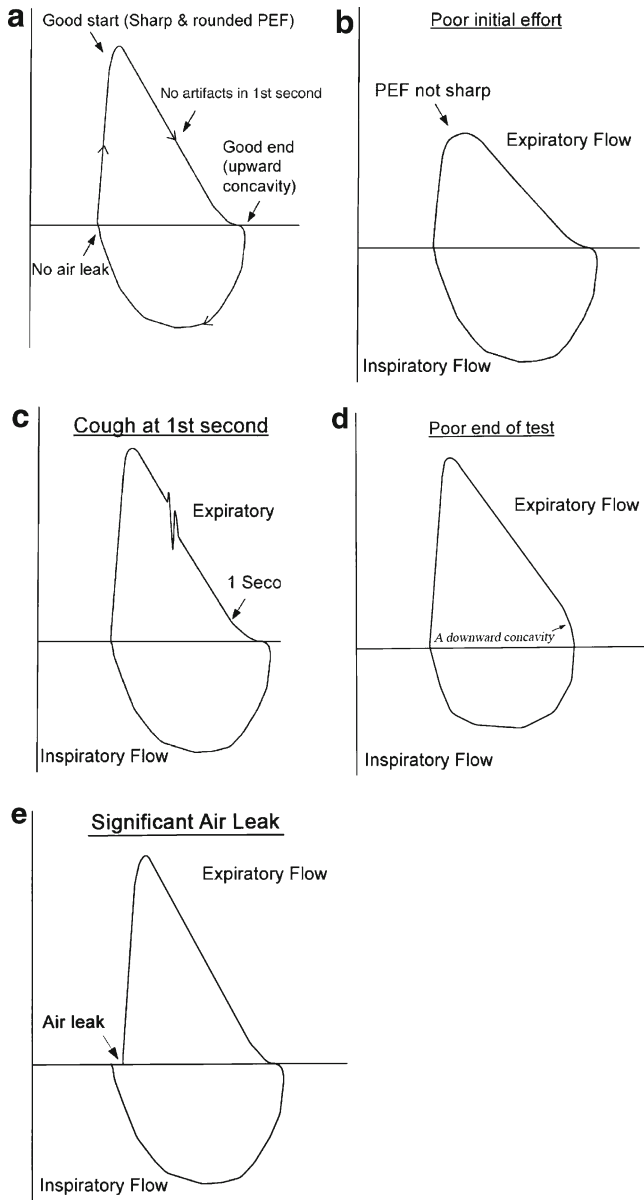 a
Good start (Sharp & rounded PEF)
No artifacts in 1st second
Good end
(upward
concavity)
No air leak
b
Poor initial effort
PEF not sharp
Expiratory Flow
Inspiratory Flow
c
Cough at 1st second
Expiratory
1 Seco
Inspiratory Flow
d
Poor end of test
Expiratory Flow
A downward concavity
Inspiratory Flow
e
Significant Air Leak
Expiratory Flow
Air leak
Inspiratory Flow